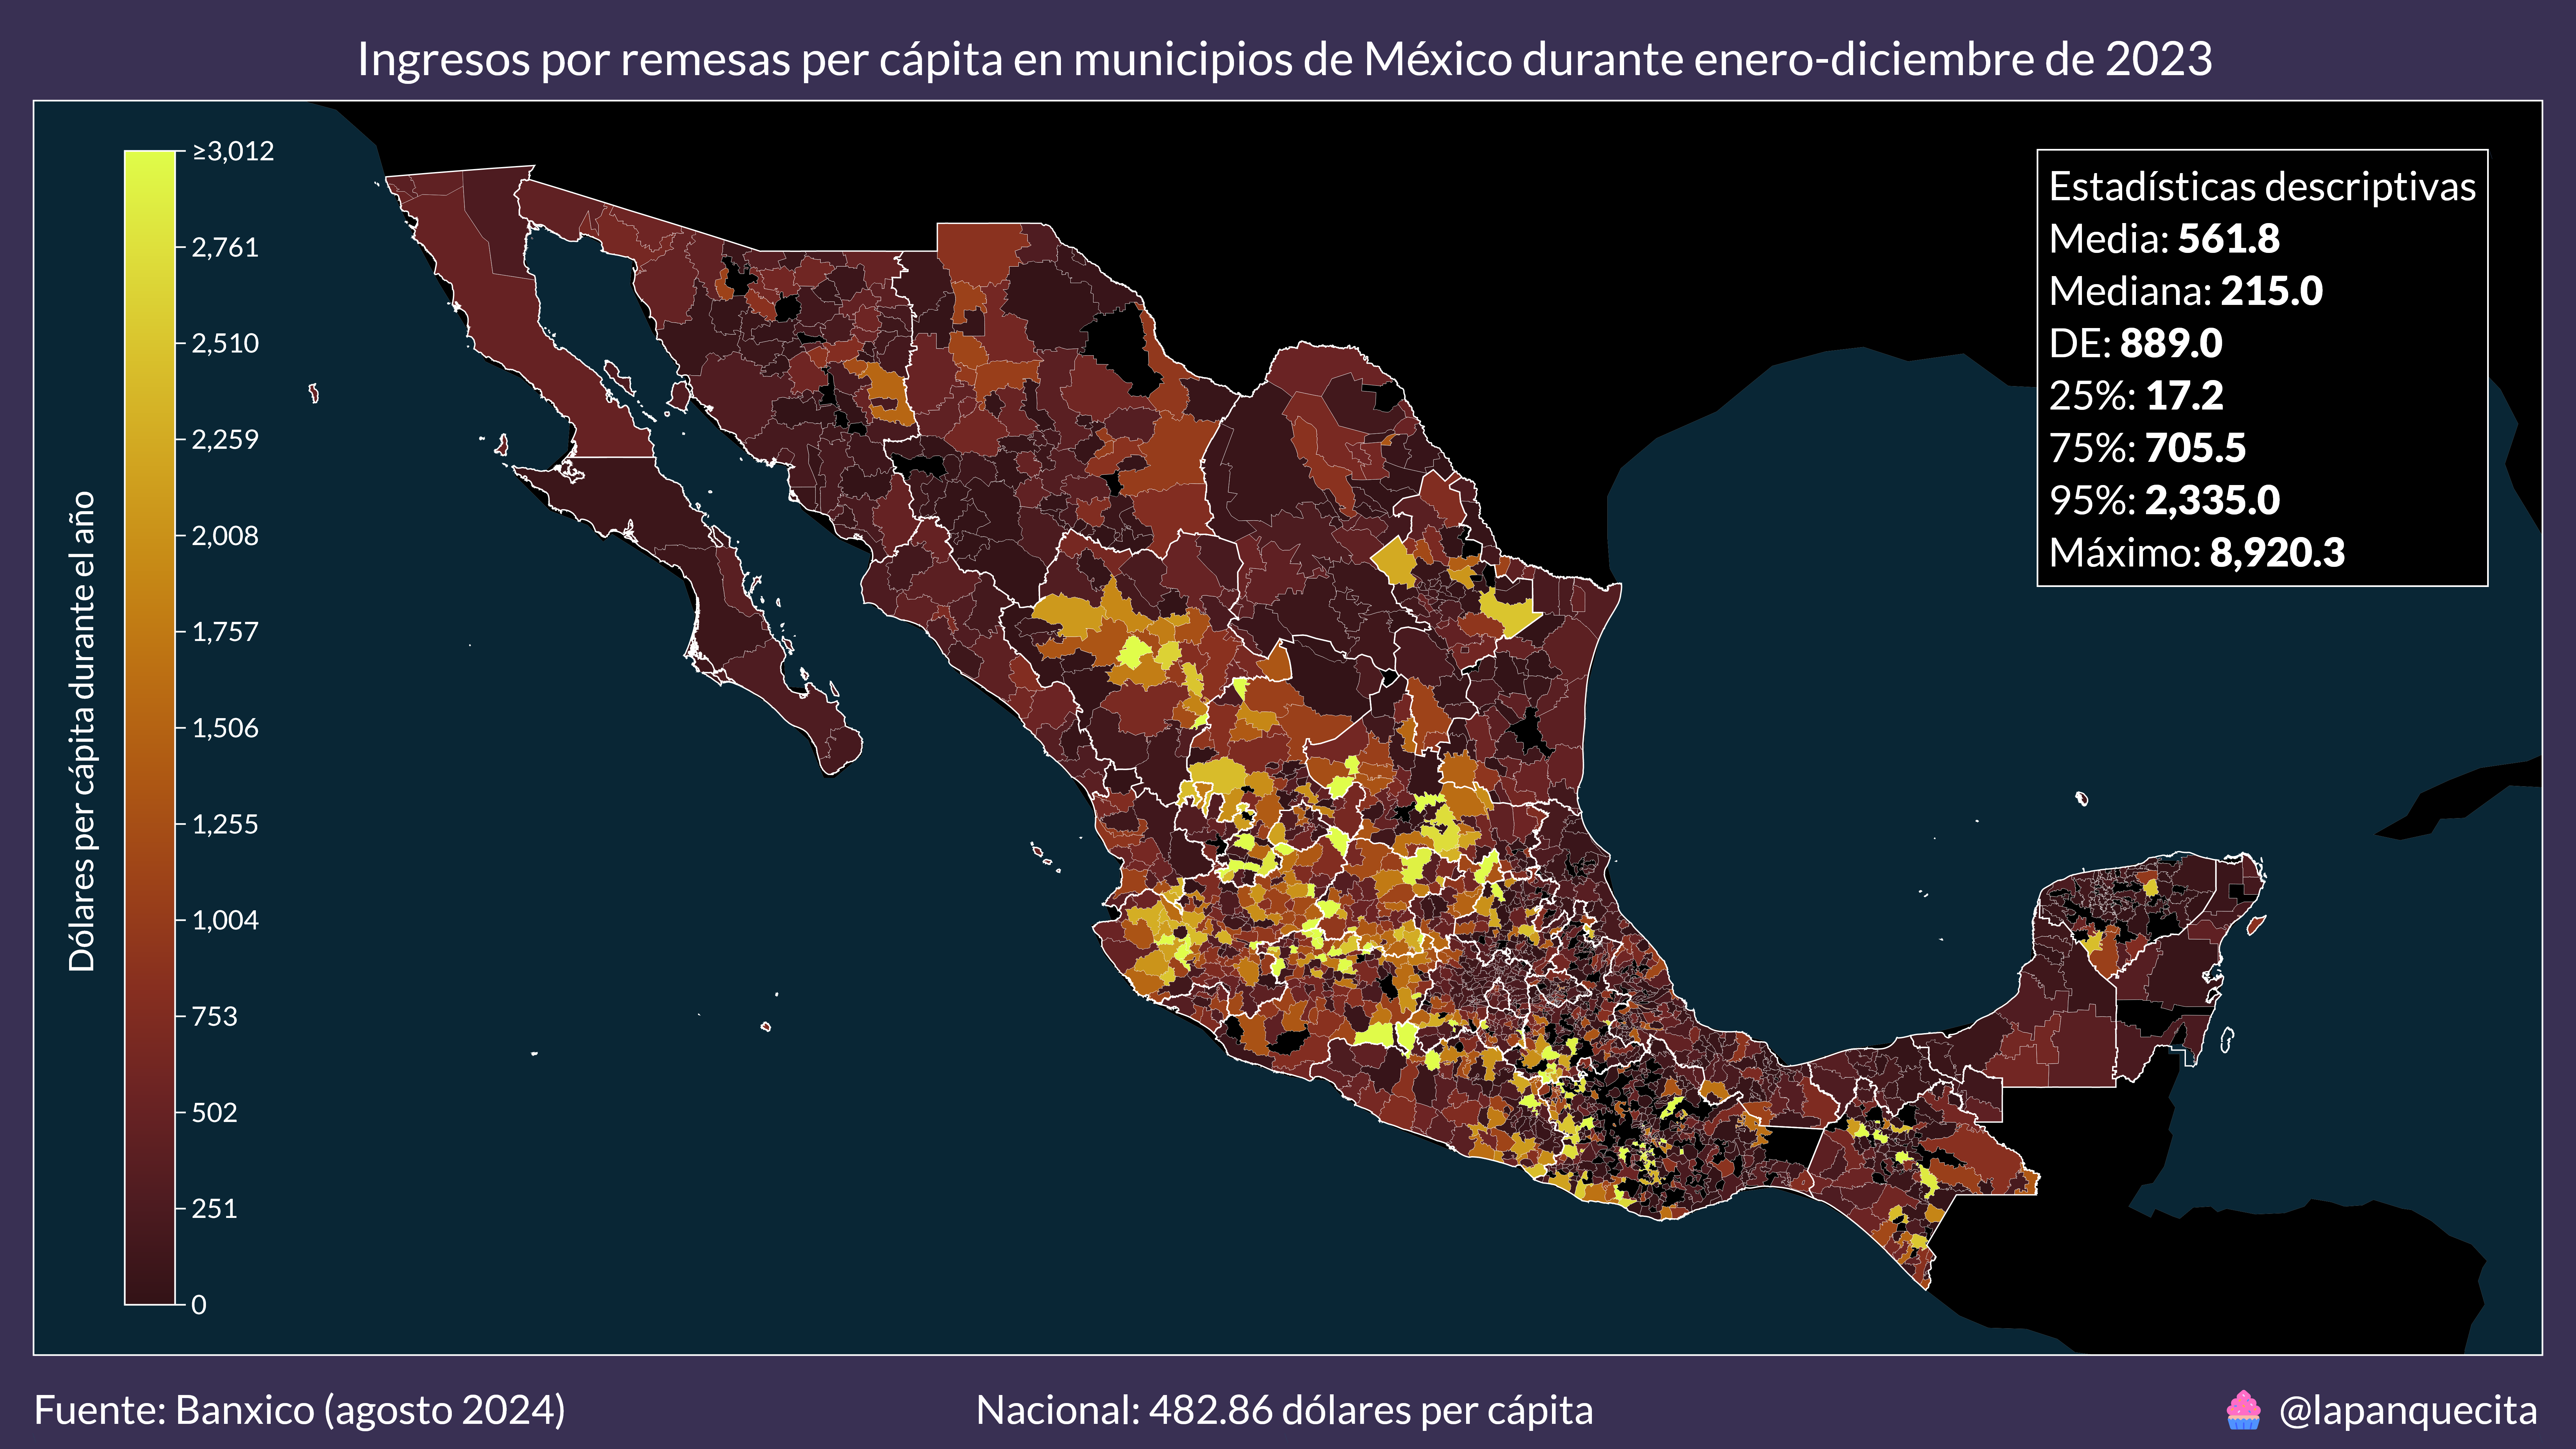 Ingresos por remesas per cápita en municipios de México durante enero-diciembre de 2023
Dólares per cápita durante el año
≥3,012
2,761
2,510
2,259
2,008
1,757
1,506
1,255
1,004
753
502
251
0
Estadísticas descriptivas
Media: 561.8
Mediana: 215.0
DE: 889.0
25%: 17.2
75%: 705.5
95%: 2,335.0
Máximo: 8,920.3
Fuente: Banxico (agosto 2024)
Nacional: 482.86 dólares per cápita
@lapanquecita